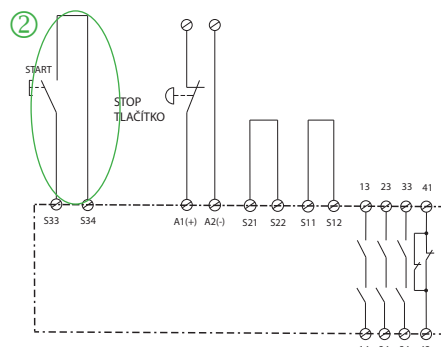 2
START
STOP
TLAČÍTKO
13 23 33 41
S33 S34 A1(+) A2(-) S21 S22 S11 S12